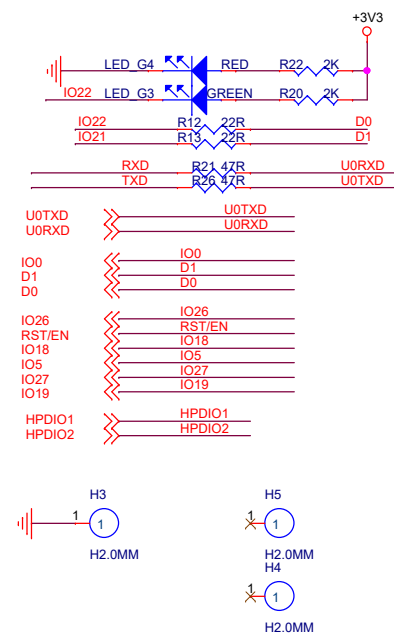 +3V3
LED_G4 RED R22 2K
IO22 LED_G3 GREEN R20 2K
IO22 R12 22R D0
IO21 R13 22R D1
RXD R21 47R U0RXD
TXD R26 47R U0TXD
U0TXD U0TXD
U0RXD U0RXD
IO0 IO0
D1 D1
D0 D0
IO26 IO26
RST/EN RST/EN
IO18 IO18
IO5 IO5
IO27 IO27
IO19 IO19
HPDIO1 HPDIO1
HPDIO2 HPDIO2
H3 H5
1 1 1 1
H2.0MM H2.0MM
H4
1 1
H2.0MM